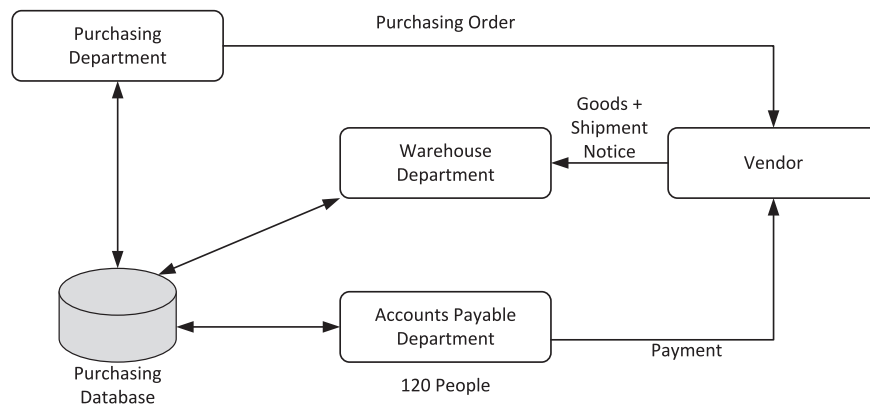 Purchasing Order
Purchasing
Department
Goods +
Shipment
Notice
Warehouse
Department
Vendor
Accounts Payable
Department
Payment
Purchasing
Database
120 People